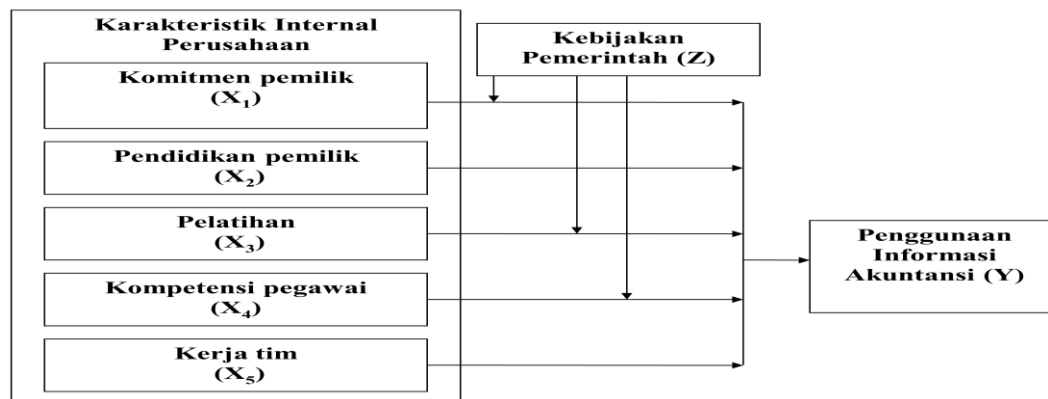 Karakteristik Internal
Perusahaan
Komitmen pemilik
(X₁)
Pendidikan pemilik
(X₂)
Pelatihan
(X₃)
Kompetensi pegawai
(X₄)
Kerja tim
(X₅)
Kebijakan
Pemerintah (Z)
Penggunaan
Informasi
Akuntansi (Y)